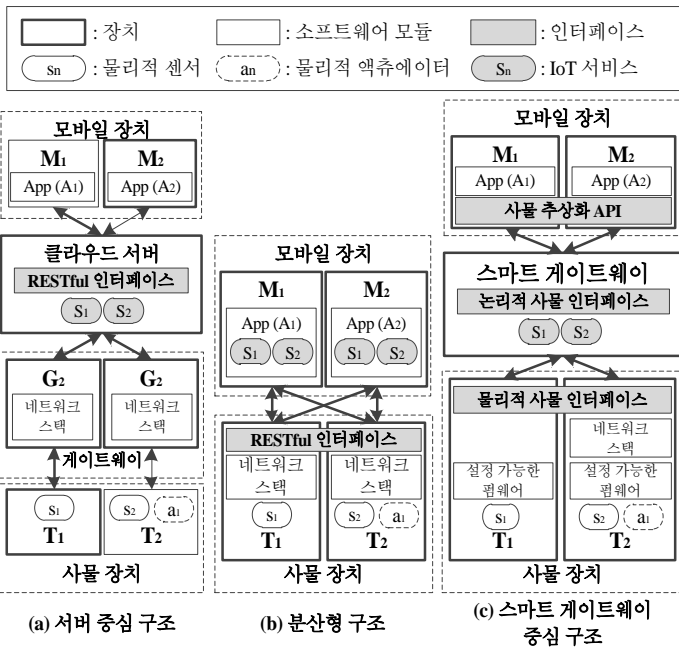 : 장치 : 소프트웨어 모듈 : 인터페이스
sn : 물리적 센서 an : 물리적 액츄에이터 Sn : IoT 서비스
모바일 장치
M1 M2
App (A1) App (A2)
클라우드 서버
RESTful 인터페이스
S1 S2
G2 G2
네트워크 스택 네트워크 스택
게이트웨이
s1 s2 a1
T1 T2
사물 장치
(a) 서버 중심 구조
모바일 장치
M1 M2
App (A1) App (A2)
S1 S2 S1 S2
RESTful 인터페이스
네트워크 스택 네트워크 스택
s1 s2 a1
T1 T2
사물 장치
(b) 분산형 구조
모바일 장치
M1 M2
App (A1) App (A2)
사물 추상화 API
스마트 게이트웨이
논리적 사물 인터페이스
S1 S2
물리적 사물 인터페이스
네트워크 스택
설정 가능한 펌웨어 설정 가능한 펌웨어
s1 s2 a1
T1 T2
사물 장치
(c) 스마트 게이트웨이
중심 구조